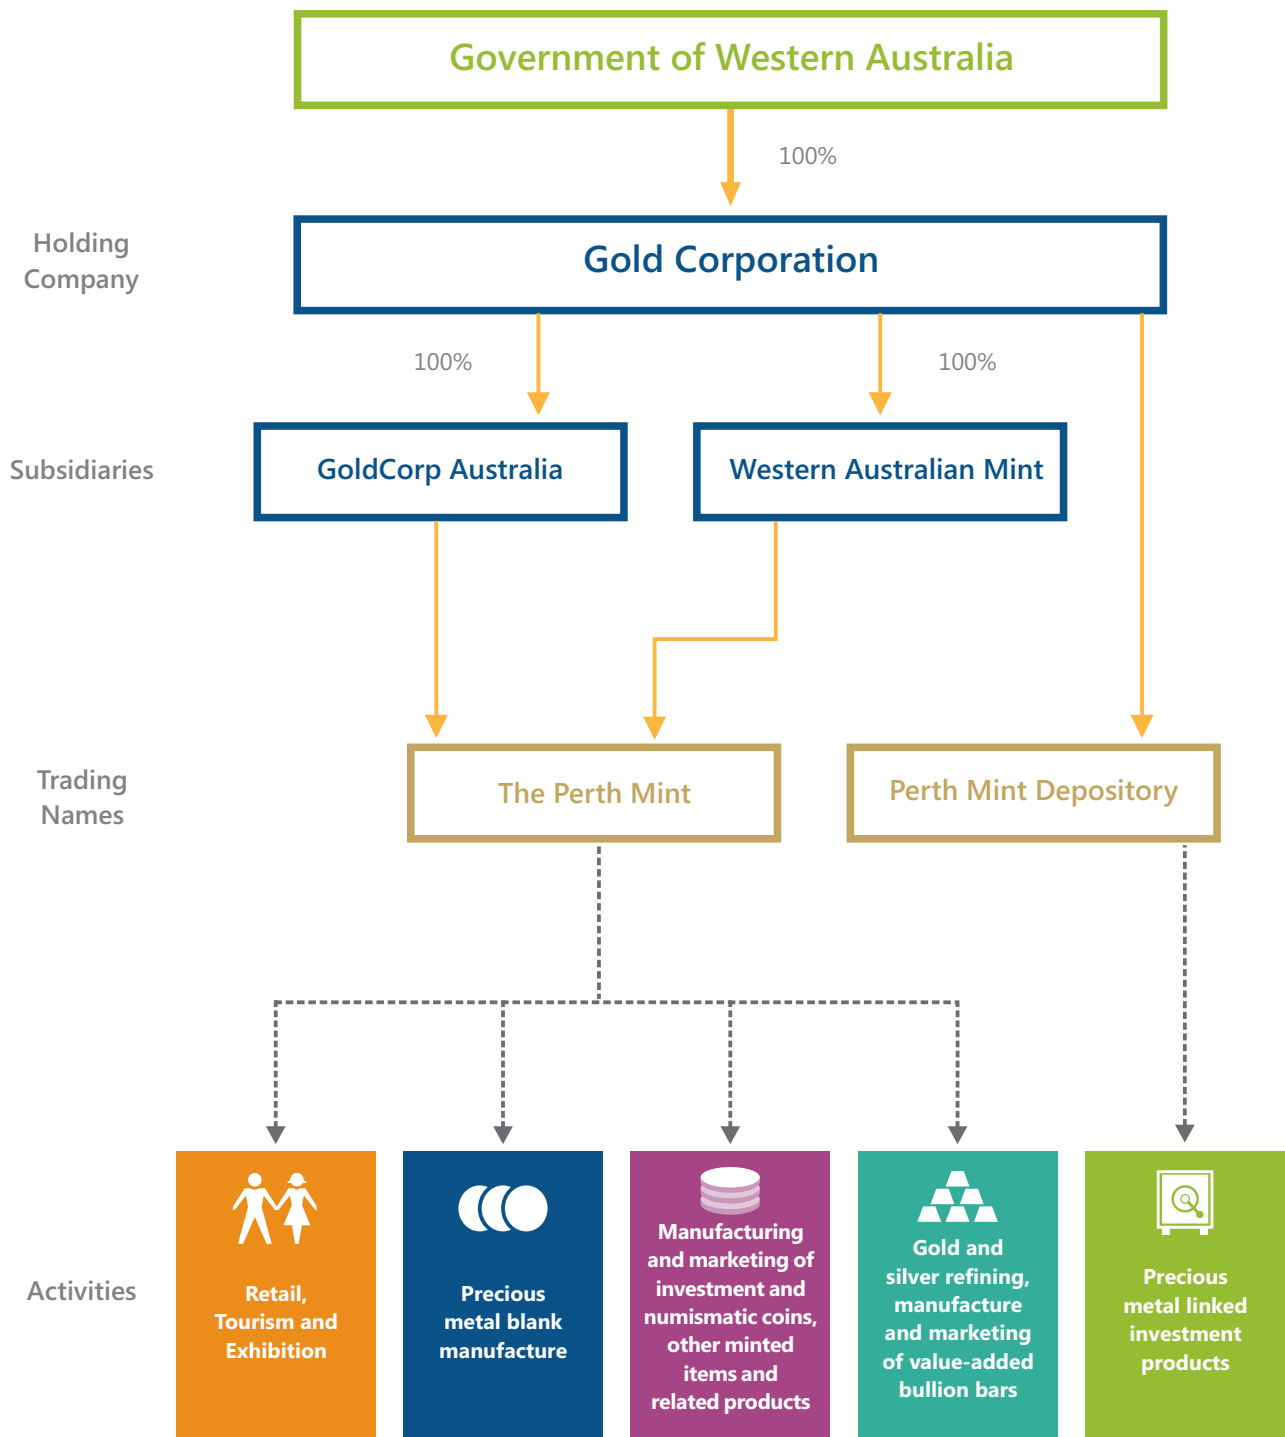 Government of Western Australia
100%
Holding
Company
Gold Corporation
100%
100%
Subsidiaries
GoldCorp Australia
Western Australian Mint
Trading
Names
The Perth Mint
Perth Mint Depository
Activities
Retail,
Tourism and
Exhibition
Precious
metal blank
manufacture
Manufacturing
and marketing of
investment and
numismatic coins,
other minted
items and
related products
Gold and
silver refining,
manufacture
and marketing
of value-added
bullion bars
Precious
metal linked
investment
products